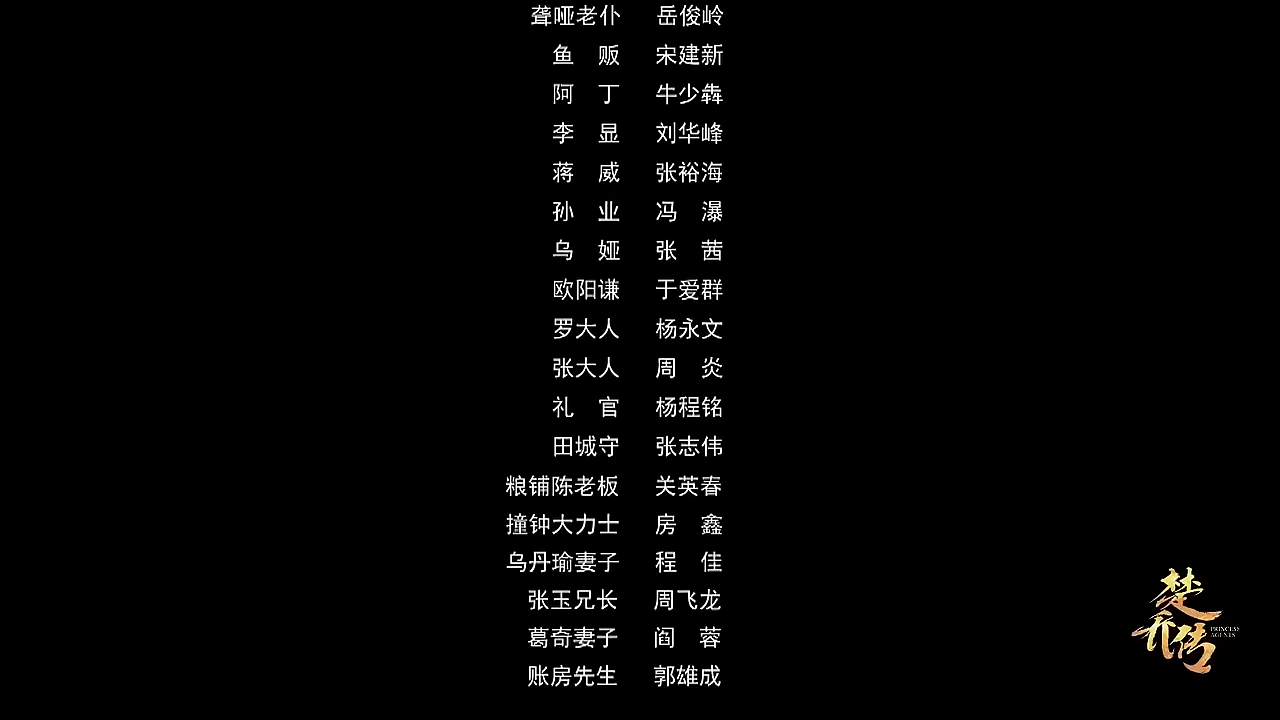 聋哑老仆 岳俊岭
鱼 贩 宋建新
阿 丁 牛少犇
李 显 刘华峰
蒋 威 张裕海
孙 业 冯 瀑
乌 娅 张 茜
欧阳谦 于爱群
罗大人 杨永文
张大人 周 炎
礼 官 杨程铭
田城守 张志伟
粮铺陈老板 关英春
撞钟大力士 房 鑫
乌丹瑜妻子 程 佳
张玉兄长 周飞龙
葛奇妻子 阎 蓉
账房先生 郭雄成
楚乔传
PRINCESS
AGENTS